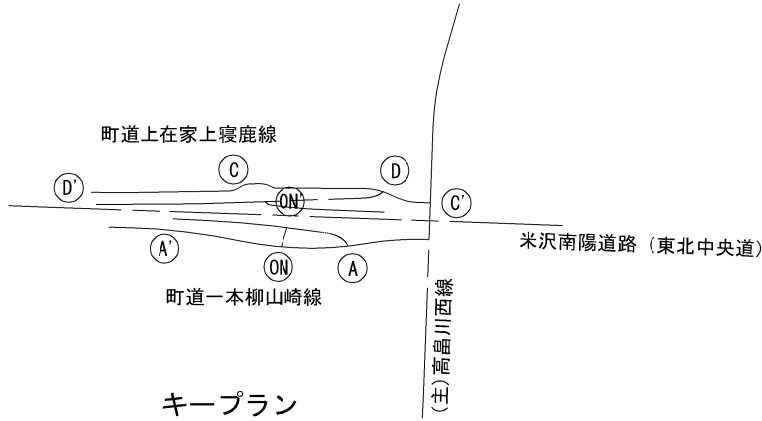 町道上在家上寝鹿線
C
D
D'
ON'
C'
米沢南陽道路（東北中央道）
A'
ON
A
町道一本柳山崎線
(主)高畠川西線
キープラン